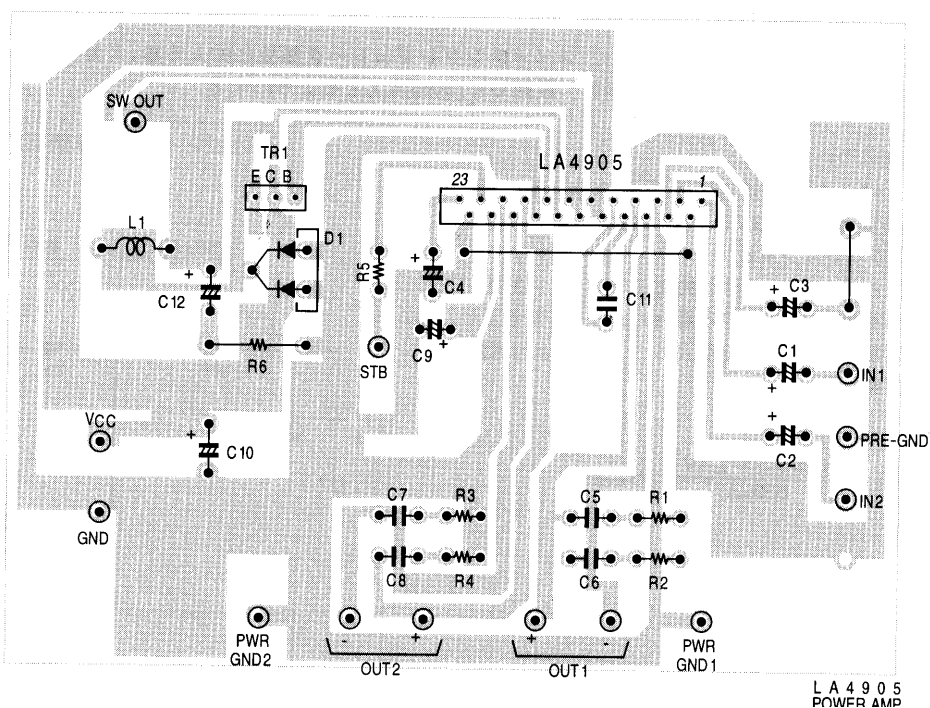 SW OUT
TR1
E C B
LA4905
23
1
L1
D1
+
C12
R5
+
C4
C11
+
C3
C9
+
R6
STB
C1
+
IN1
VCC
+
C10
+
C2
PRE-GND
IN2
GND
C7
R3
C5
R1
C8
R4
C6
R2
PWR
GND2
-
+
OUT2
+
-
OUT1
PWR
GND1
LA4905
POWER AMP